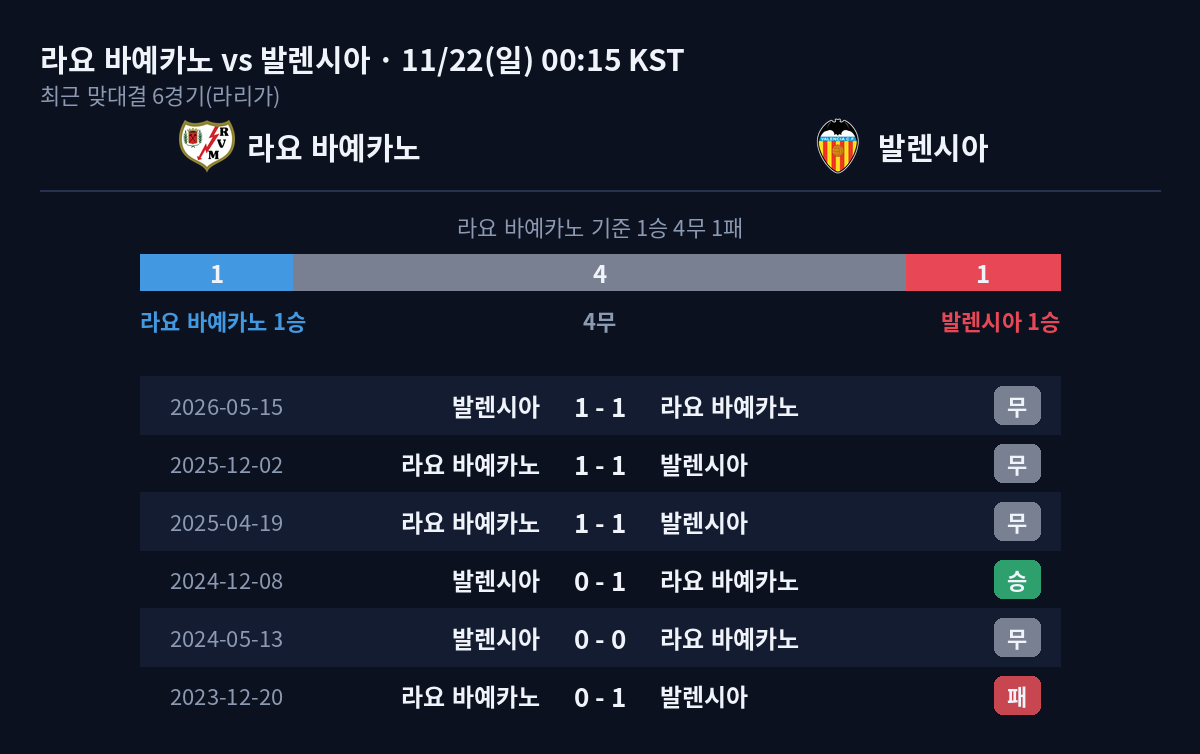 라요 바예카노 vs 발렌시아 · 11/22(일) 00:15 KST
최근 맞대결 6경기(라리가)
RVM 라요 바예카노 발렌시아
라요 바예카노 기준 1승 4무 1패
1 4 1
라요 바예카노 1승 4무 발렌시아 1승
2026-05-15 발렌시아 1 - 1 라요 바예카노 무
2025-12-02 라요 바예카노 1 - 1 발렌시아 무
2025-04-19 라요 바예카노 1 - 1 발렌시아 무
2024-12-08 발렌시아 0 - 1 라요 바예카노 승
2024-05-13 발렌시아 0 - 0 라요 바예카노 무
2023-12-20 라요 바예카노 0 - 1 발렌시아 패